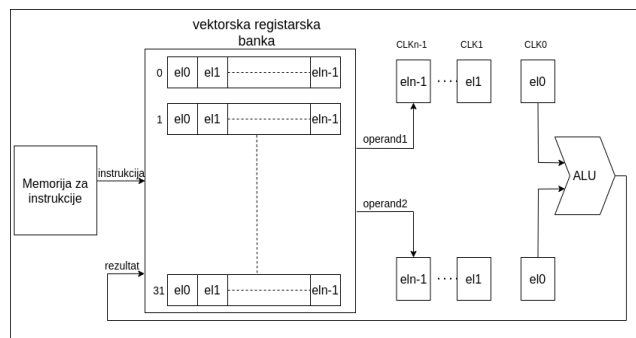 vektorska registarska
banka
CLKn-1 CLK1 CLK0
0 el0 el1 eln-1
eln-1 el1 el0
1 el0 el1 eln-1
operand1
Memorija za
instrukcije
instrukcija
ALU
operand2
rezultat
31 el0 el1 eln-1
eln-1 el1 el0